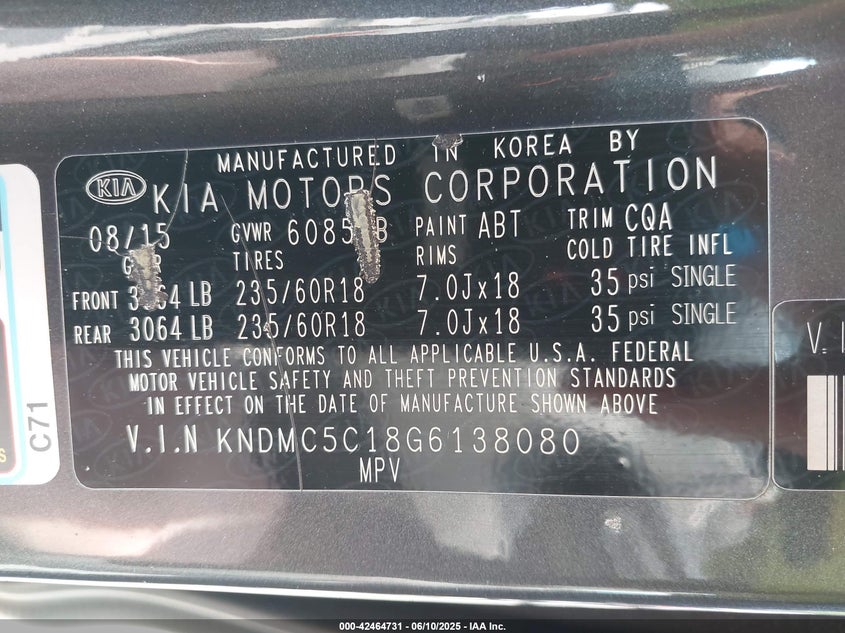 MANUFACTURED IN KOREA BY
KIA KIA MOTORS CORPORATION
08/15 GVWR PAINT ABT TRIM CQA
TIRES RIMS COLD TIRE INFL
FRONT LB 235/60R18 7.0Jx18 35 psi SINGLE
REAR 3064 LB 235/60R18 7.0Jx18 35 psi SINGLE
THIS VEHICLE CONFORMS TO ALL APPLICABLE U.S.A. FEDERAL
MOTOR VEHICLE SAFETY AND THEFT PREVENTION STANDARDS
IN EFFECT ON THE DATE OF MANUFACTURE SHOWN ABOVE
V.I.N KNDMC5C18G6138080
MPV
C71
000-42464731 - 06/10/2025 - IAA Inc.